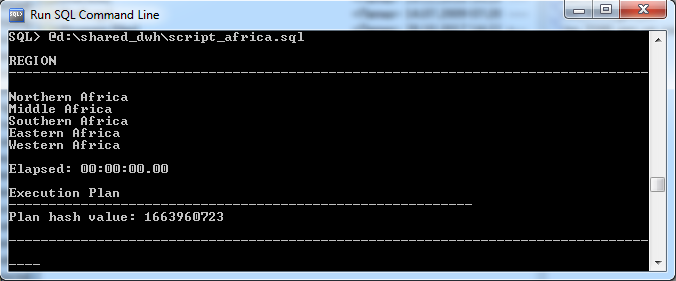 Run SQL Command Line
SQL> @d:\shared_dwh\script_africa.sql
REGION
--------------------------------------------------------------------------------
Northern Africa
Middle Africa
Southern Africa
Eastern Africa
Western Africa
Elapsed: 00:00:00.00
Execution Plan
----------------------------------------------------------
Plan hash value: 1663960723
--------------------------------------------------------------------------------
----